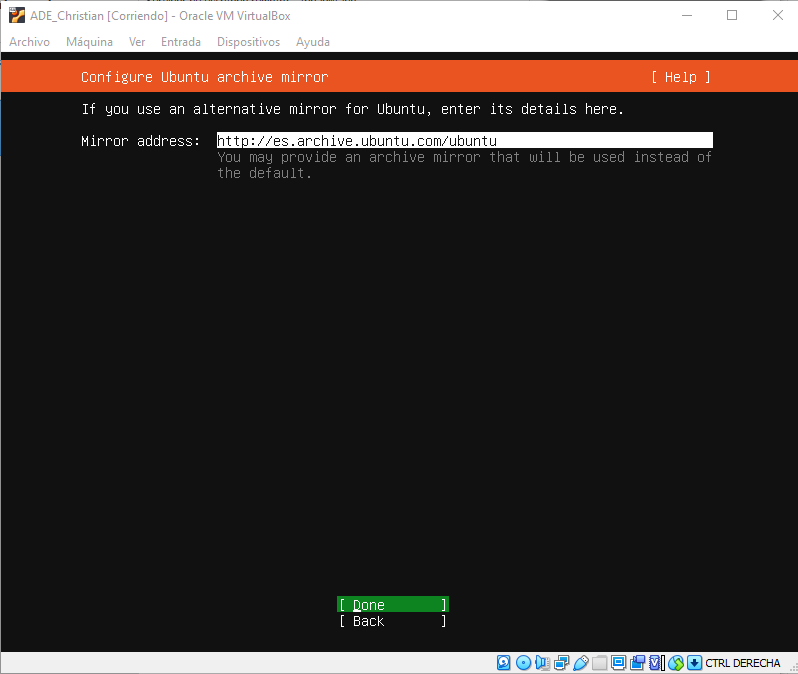 ADE_Christian [Corriendo] - Oracle VM VirtualBox
Archivo Máquina Ver Entrada Dispositivos Ayuda
Configure Ubuntu archive mirror [ Help ]
If you use an alternative mirror for Ubuntu, enter its details here.
Mirror address: http://es.archive.ubuntu.com/ubuntu
You may provide an archive mirror that will be used instead of
the default.
[ Done ]
[ Back ]
CTRL DERECHA